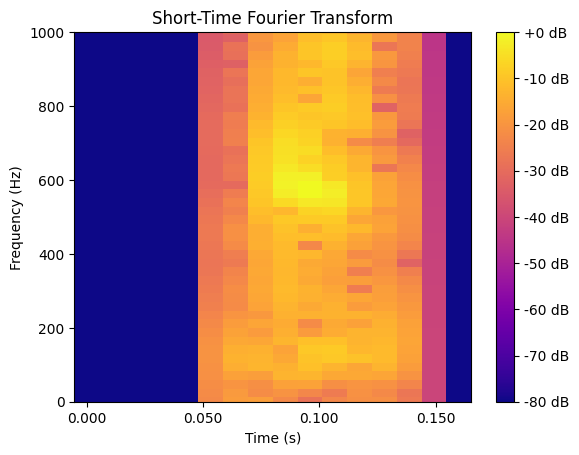 Short-Time Fourier Transform
Frequency (Hz)
1000
800
600
400
200
0
0.000 0.050 0.100 0.150
Time (s)
+0 dB
-10 dB
-20 dB
-30 dB
-40 dB
-50 dB
-60 dB
-70 dB
-80 dB